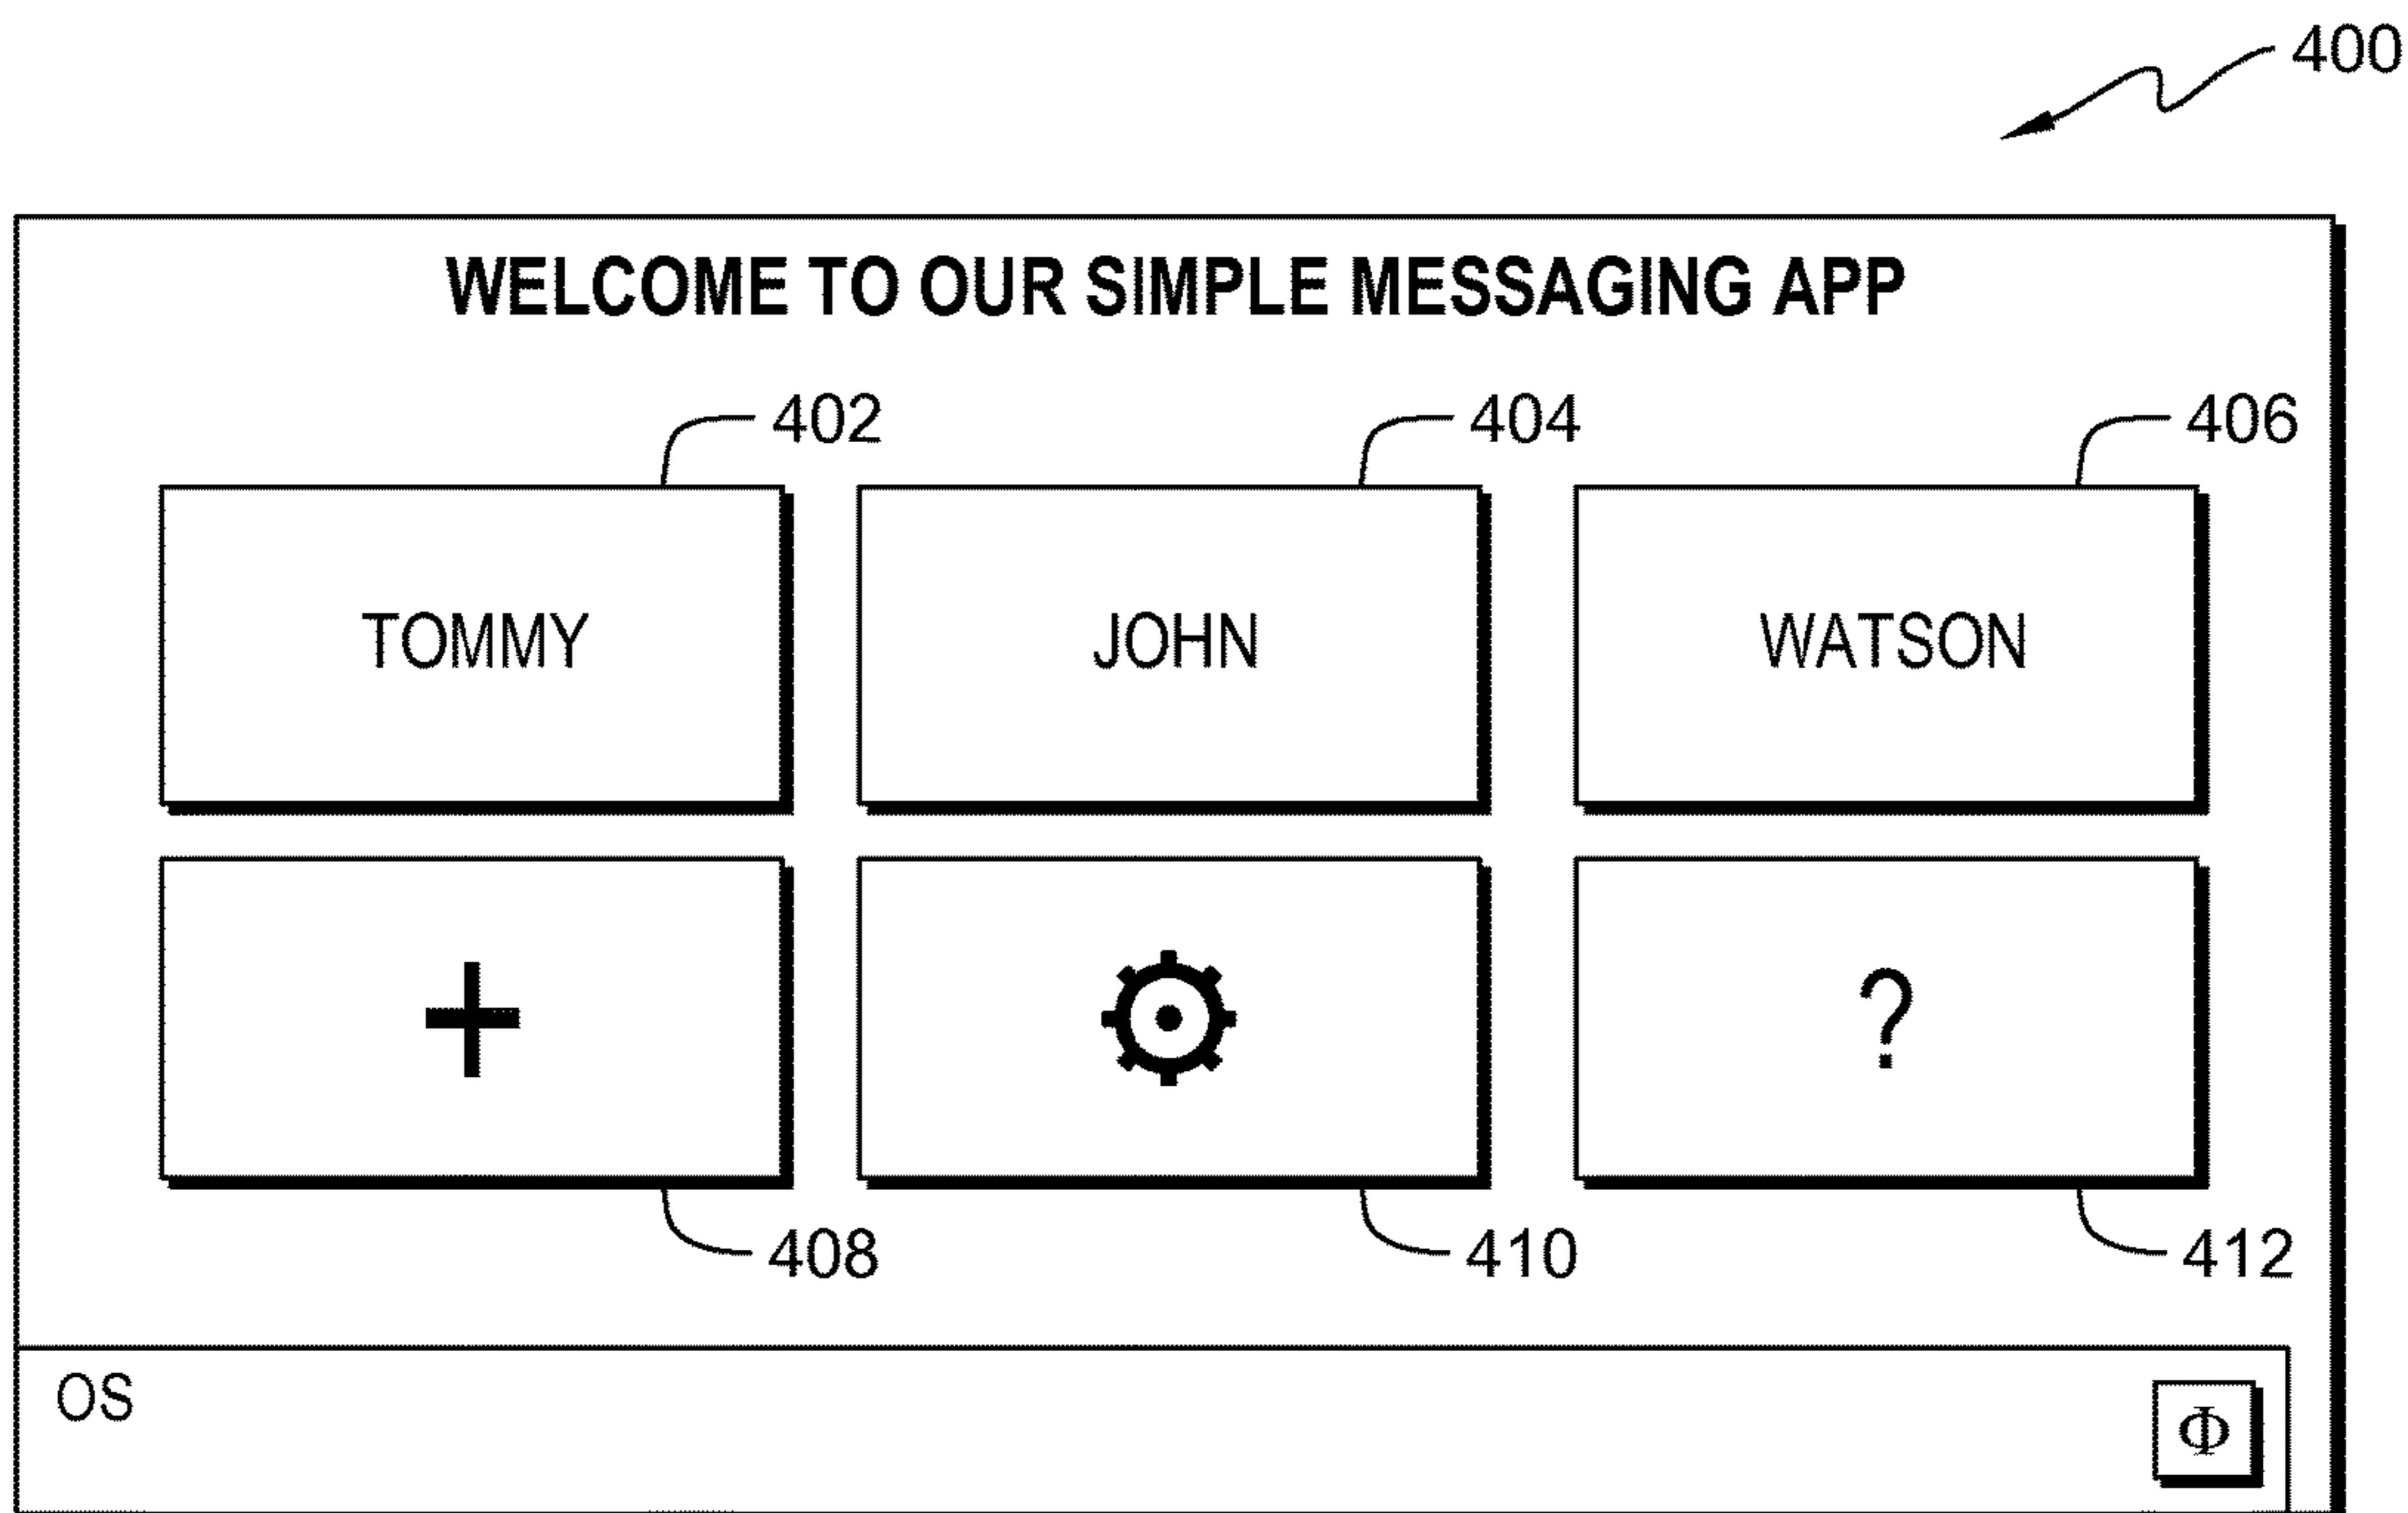 400
WELCOME TO OUR SIMPLE MESSAGING APP
402 404 406
TOMMY JOHN WATSON
+ ?
408 410 412
OS Φ